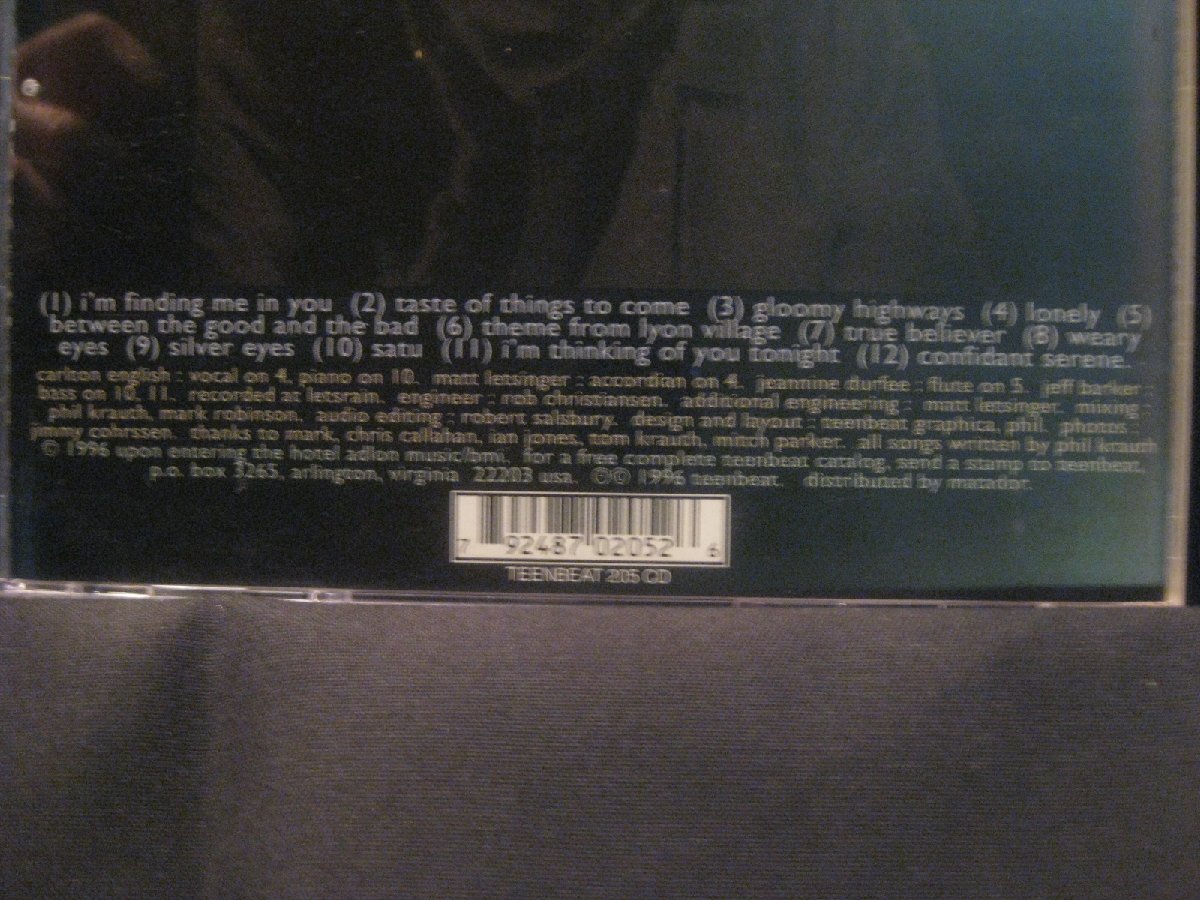 (1) i'm finding me in you (2) taste of things to come (3) gloomy highways (4) lonely (5)
between the good and the bad (6) theme from lyon village (7) true believer (8) weary
eyes (9) silver eyes (10) satu (11) i'm thinking of you tonight (12) confidant serene.
carlton english : vocal on 4, piano on 10. matt letsinger : accordian on 4. jeannine durfee : flute on 5. jeff barker :
bass on 10, 11. recorded at letsrain. engineer : rob christiansen. additional engineering : matt letsinger. mixing :
phil krauth, mark robinson. audio editing : robert salsbury. design and layout : teenbeat graphica, phil. photos :
jimmy cohrssen. thanks to mark, chris callahan, ian jones, tom krauth, mitch parker. all songs written by phil krauth
© 1996 upon entering the hotel adlon music/bmi. for a free complete teenbeat catalog, send a stamp to teenbeat,
p.o. box 3265, arlington, virginia 22203 usa. ℗© 1996 teenbeat. distributed by matador.
7 92487 02052 6
TEENBEAT 205 CD